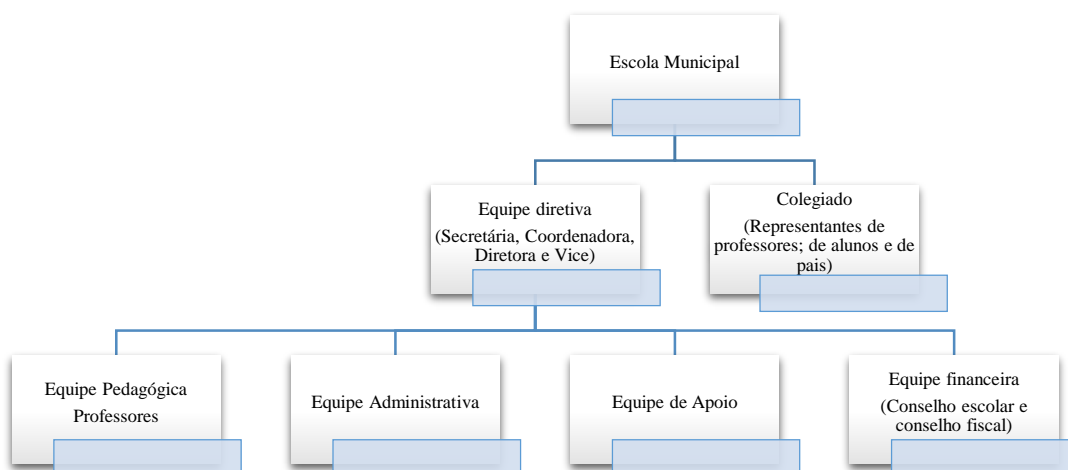 Escola Municipal
Equipe diretiva
(Secretária, Coordenadora,
Diretora e Vice)
Colegiado
(Representantes de
professores; de alunos e de
pais)
Equipe Pedagógica
Professores
Equipe Administrativa
Equipe de Apoio
Equipe financeira
(Conselho escolar e
conselho fiscal)